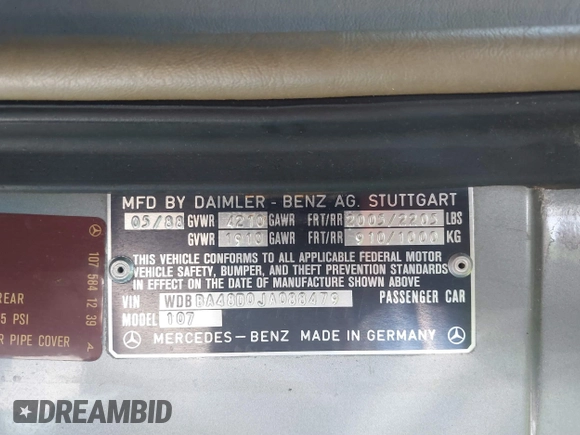 MFD BY DAIMLER - BENZ AG. STUTTGART
05/88 GVWR 4210 GAWR FRT/RR 2005/2205 LBS
GVWR 1910 GAWR FRT/RR 910/1000 KG
THIS VEHICLE CONFORMS TO ALL APPLICABLE FEDERAL MOTOR
VEHICLE SAFETY, BUMPER, AND THEFT PREVENTION STANDARDS
IN EFFECT ON THE DATE OF MANUFACTURE SHOWN ABOVE
VIN WDBBA48D0JA088479 PASSENGER CAR
MODEL 107
MERCEDES-BENZ MADE IN GERMANY
107 584 12 39 A
REAR
5 PSI
R PIPE COVER
DREAMBID